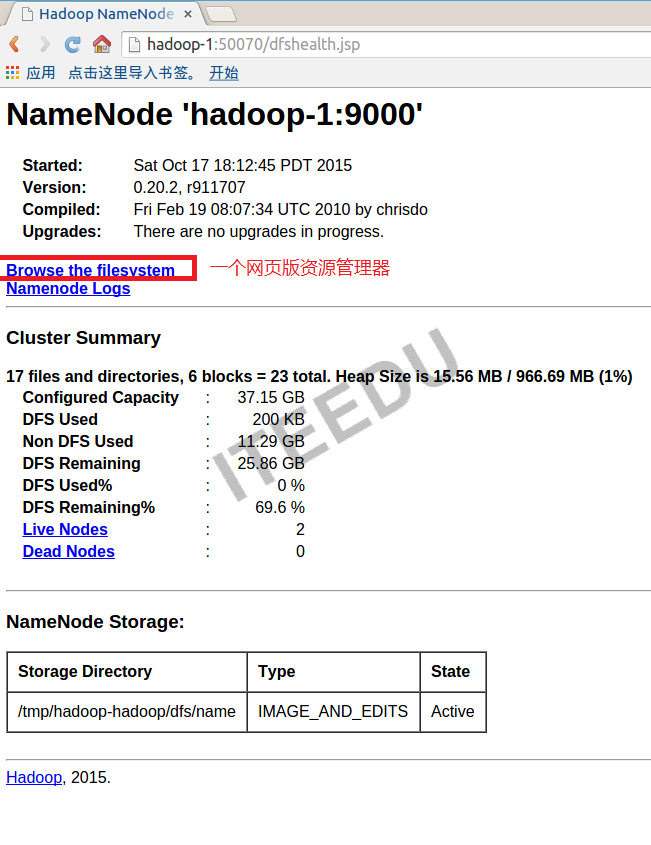 Hadoop NameNode
hadoop-1:50070/dfshealth.jsp
应用 点击这里导入书签。 开始
NameNode 'hadoop-1:9000'
Started: Sat Oct 17 18:12:45 PDT 2015
Version: 0.20.2, r911707
Compiled: Fri Feb 19 08:07:34 UTC 2010 by chrisdo
Upgrades: There are no upgrades in progress.
Browse the filesystem 一个网页版资源管理器
Namenode Logs
Cluster Summary
17 files and directories, 6 blocks = 23 total. Heap Size is 15.56 MB / 966.69 MB (1%)
Configured Capacity : 37.15 GB
DFS Used : 200 KB
Non DFS Used : 11.29 GB
DFS Remaining : 25.86 GB
DFS Used% : 0 %
DFS Remaining% : 69.6 %
Live Nodes : 2
Dead Nodes : 0
ITEEDU
NameNode Storage:
Storage Directory Type State
/tmp/hadoop-hadoop/dfs/name IMAGE_AND_EDITS Active
Hadoop, 2015.